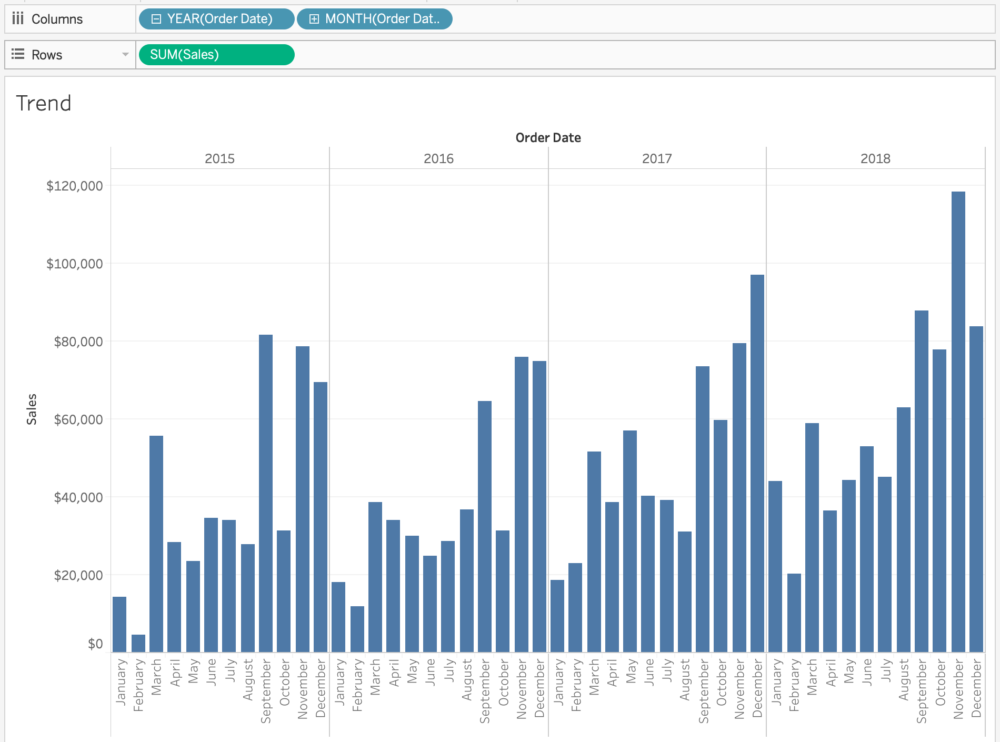 Columns
YEAR(Order Date)
MONTH(Order Dat..
Rows
SUM(Sales)
Trend
Order Date
2015 2016 2017 2018
$120,000
$100,000
$80,000
$60,000
$40,000
$20,000
$0
Sales
January February March April May June July August September October November December January February March April May June July August September October November December January February March April May June July August September October November December January February March April May June July August September October November December